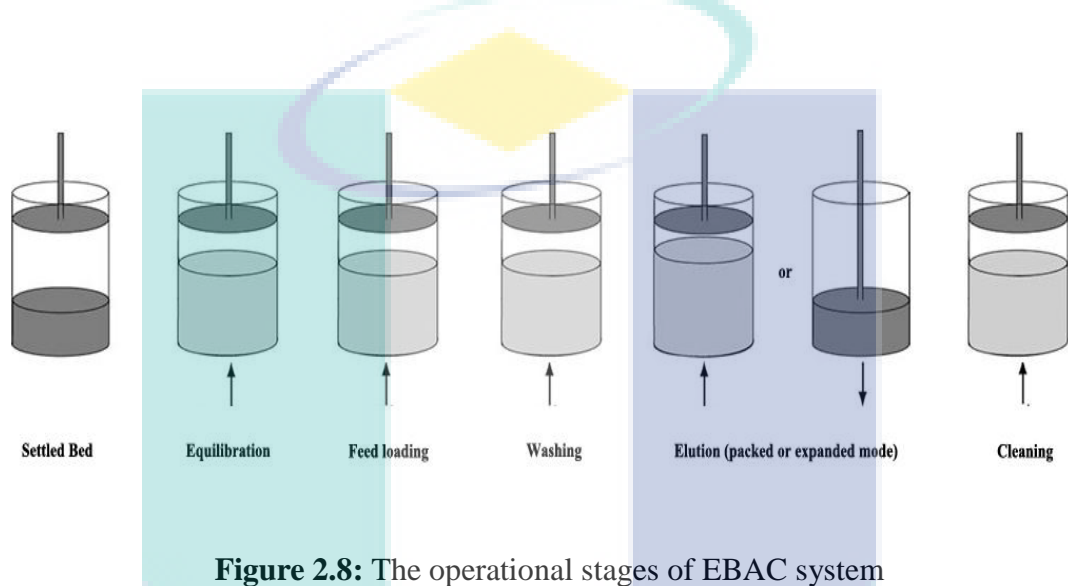 or
Settled Bed
Equilibration
Feed loading
Washing
Elution (packed or expanded mode)
Cleaning
Figure 2.8: The operational stages of EBAC system